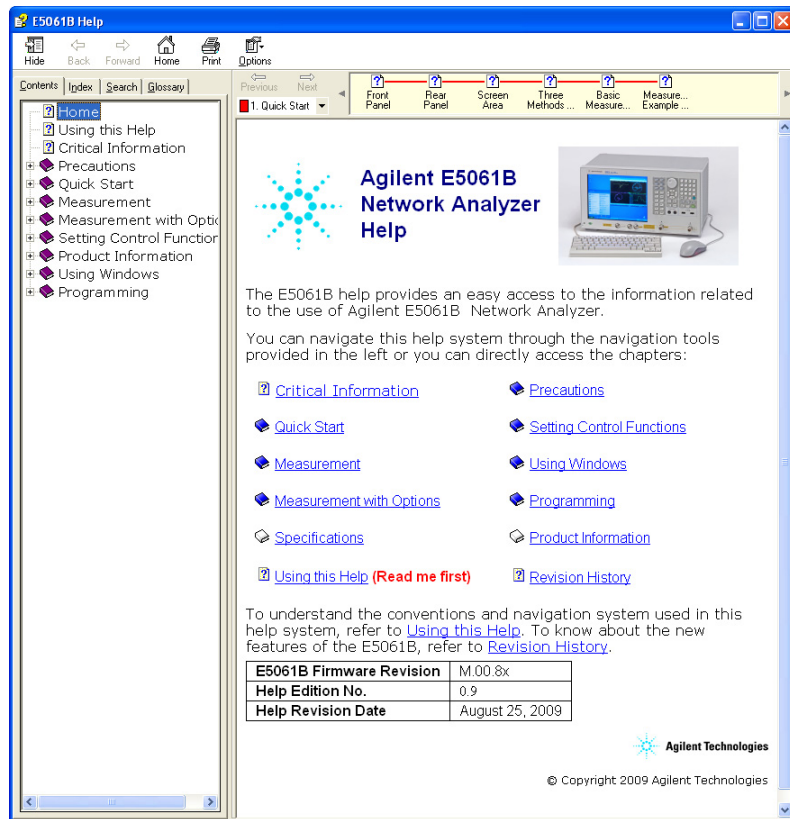 E5061B Help
Hide Back Forward Home Print Options
Contents Index Search Glossary
Home
Using this Help
Critical Information
Precautions
Quick Start
Measurement
Measurement with Optic
Setting Control Function
Product Information
Using Windows
Programming
Previous Next
1. Quick Start
Front Panel
Rear Panel
Screen Area
Three Methods ...
Basic Measure...
Measure... Example ...
Agilent E5061B
Network Analyzer
Help
The E5061B help provides an easy access to the information related
to the use of Agilent E5061B Network Analyzer.
You can navigate this help system through the navigation tools
provided in the left or you can directly access the chapters:
Critical Information Precautions
Quick Start Setting Control Functions
Measurement Using Windows
Measurement with Options Programming
Specifications Product Information
Using this Help (Read me first) Revision History
To understand the conventions and navigation system used in this
help system, refer to Using this Help. To know about the new
features of the E5061B, refer to Revision History.
E5061B Firmware Revision M.00.8x
Help Edition No. 0.9
Help Revision Date August 25, 2009
Agilent Technologies
© Copyright 2009 Agilent Technologies